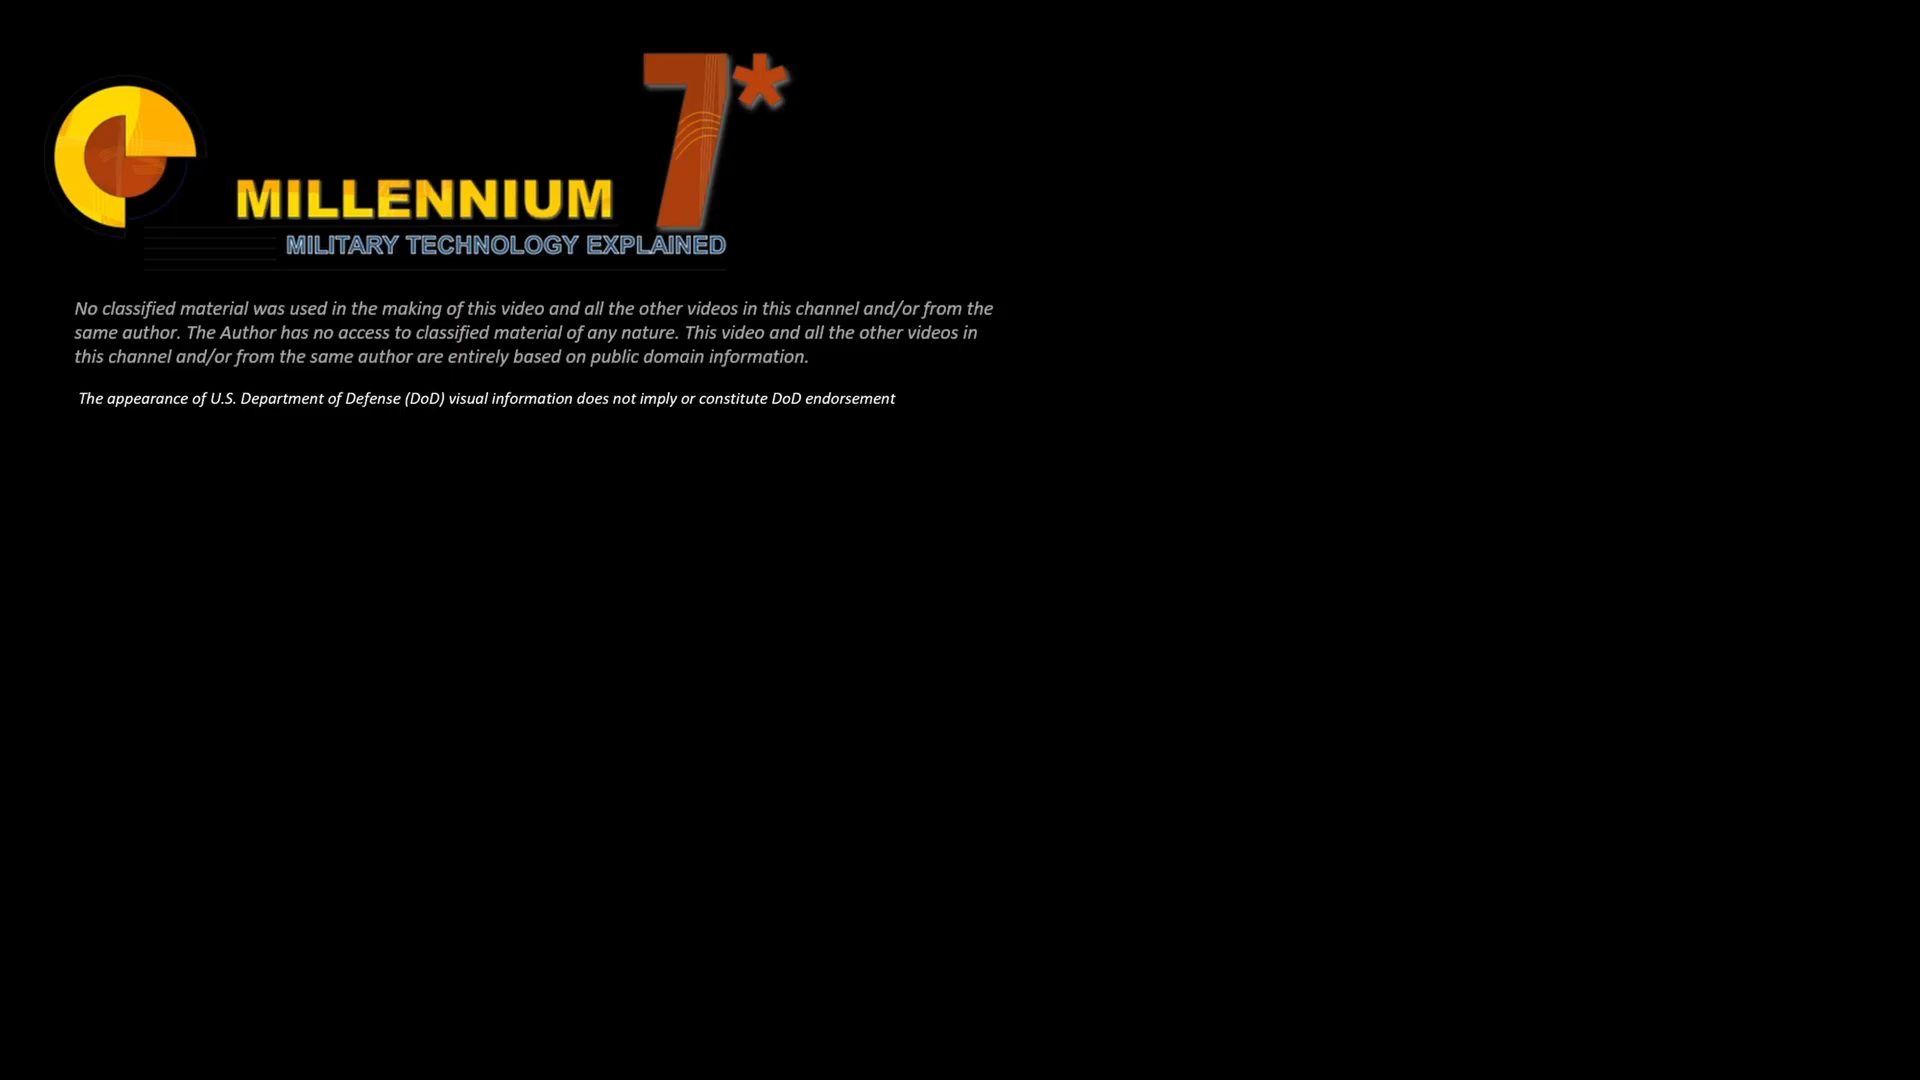 7*
MILLENNIUM
MILITARY TECHNOLOGY EXPLAINED
No classified material was used in the making of this video and all the other videos in this channel and/or from the
same author. The Author has no access to classified material of any nature. This video and all the other videos in
this channel and/or from the same author are entirely based on public domain information.
The appearance of U.S. Department of Defense (DoD) visual information does not imply or constitute DoD endorsement